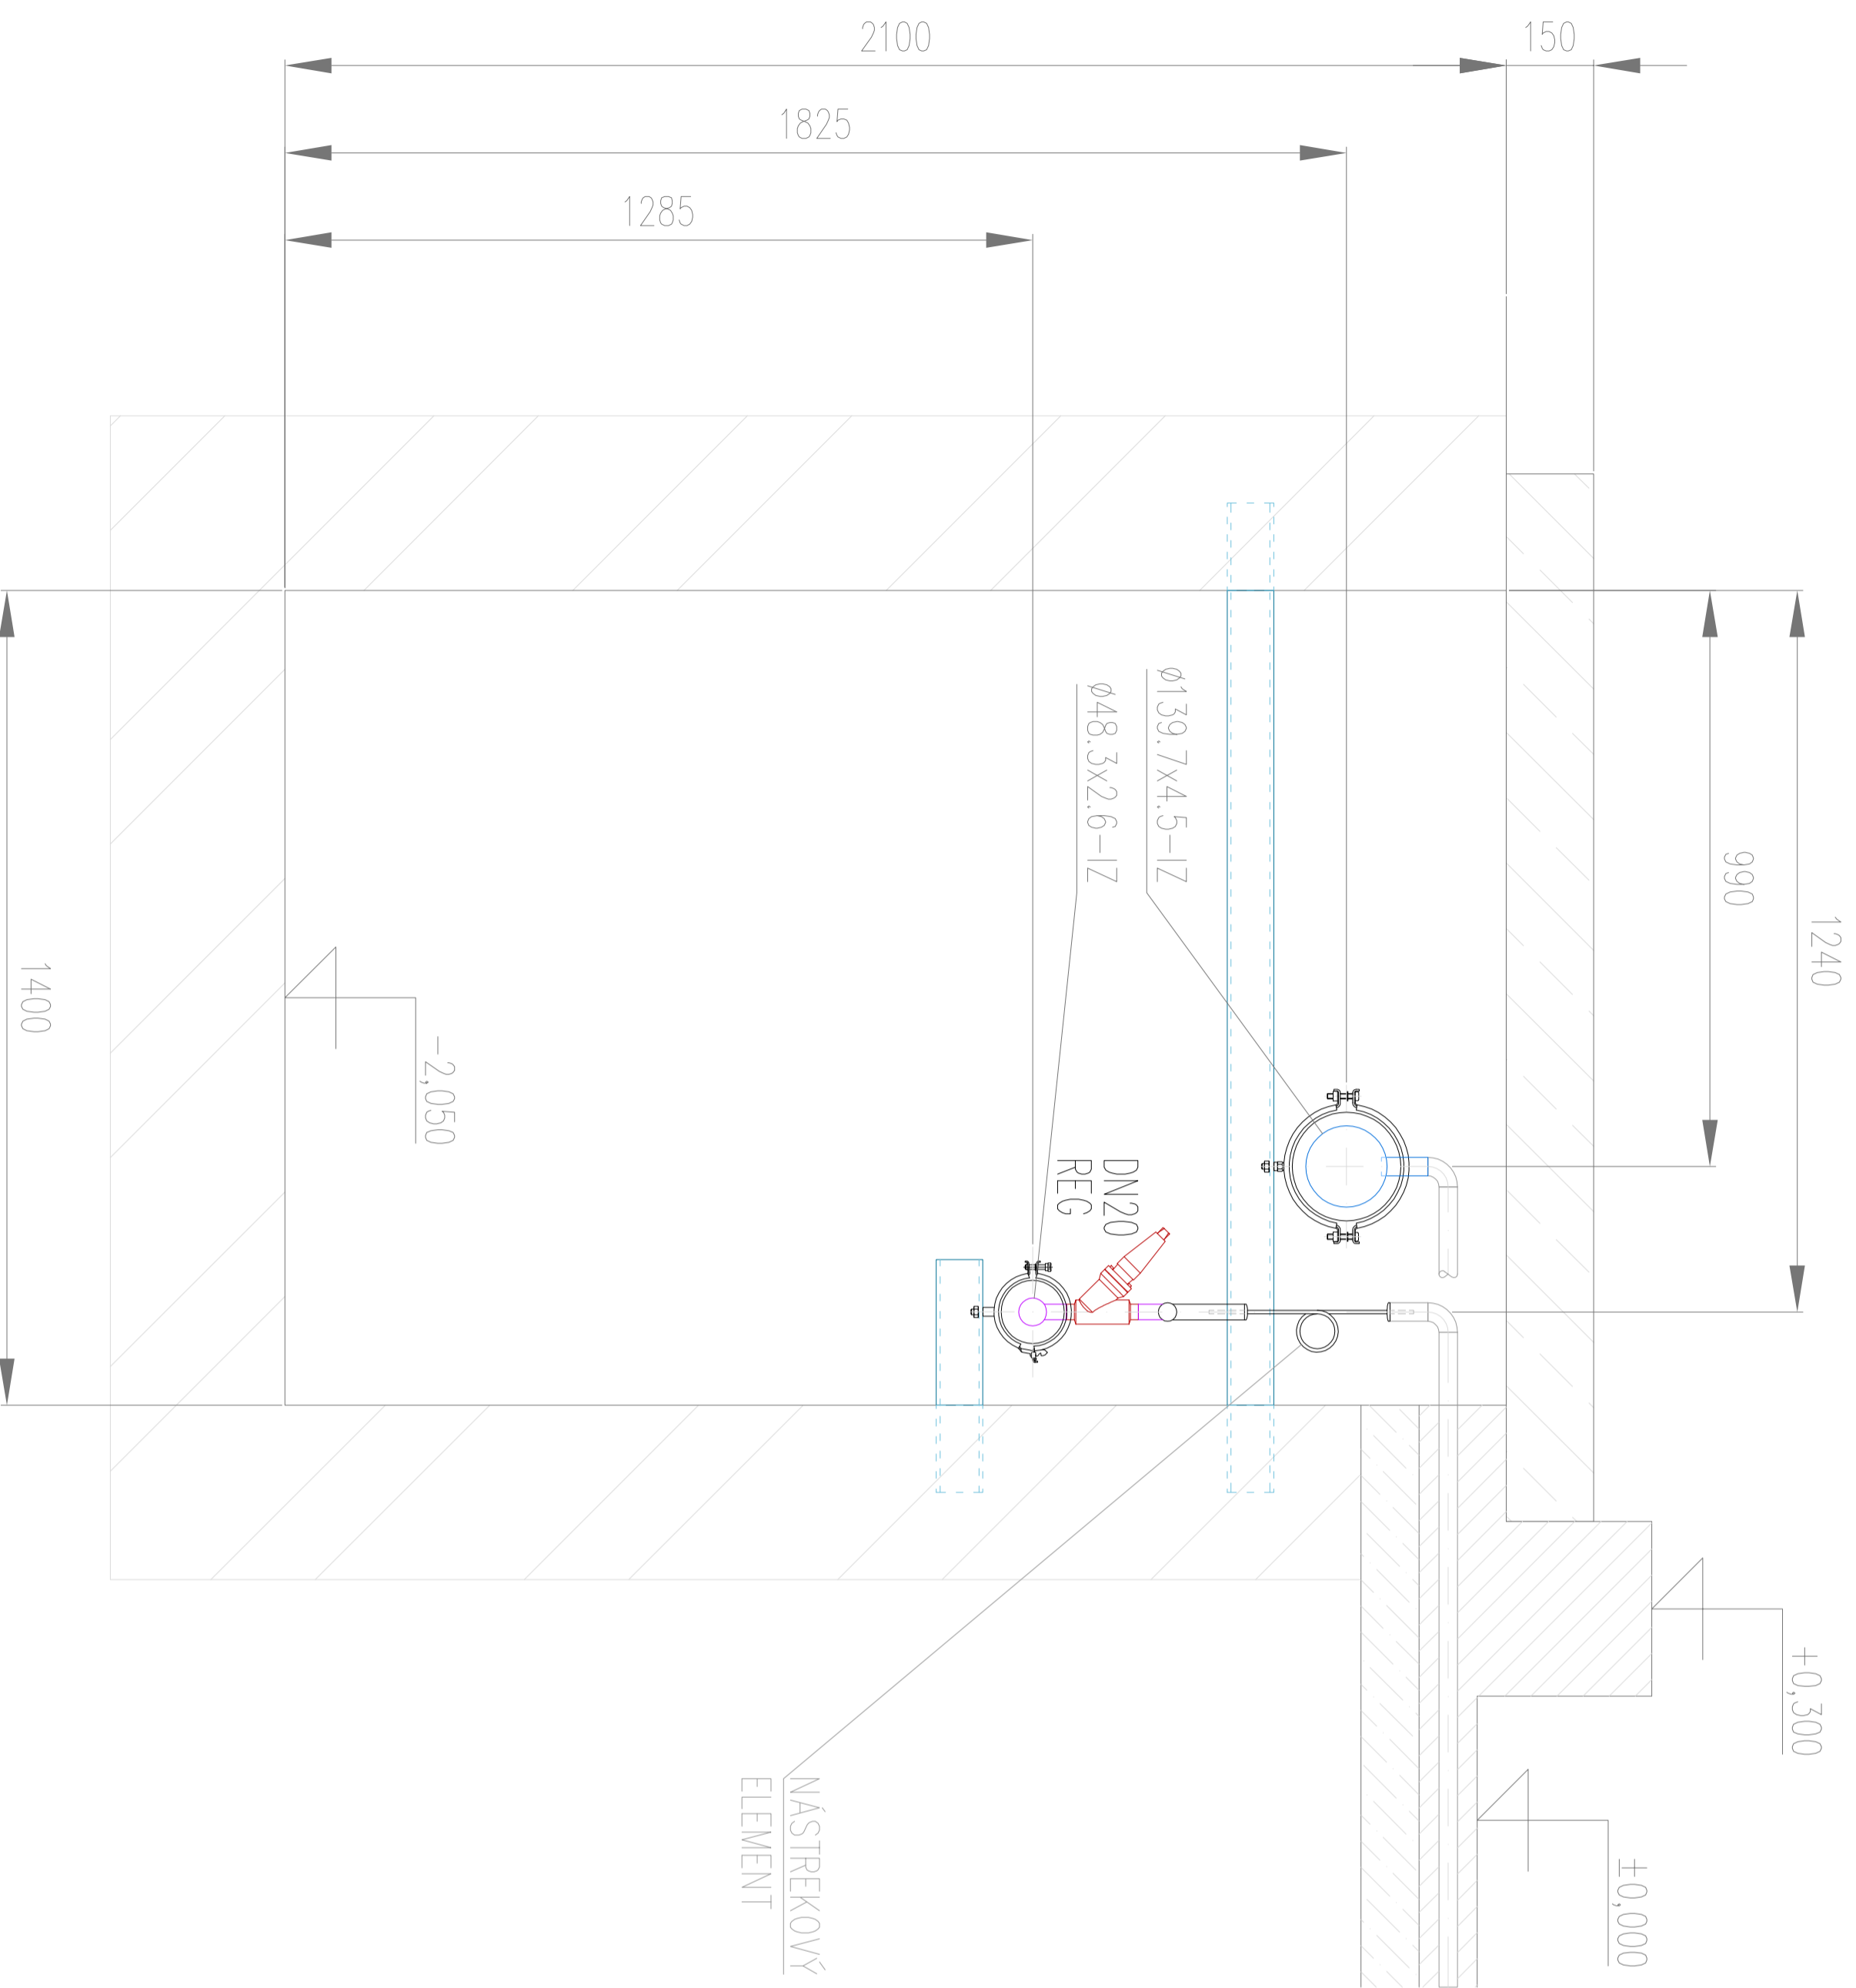 2100
150
1825
1285
990
1240
1400
ø139.7x4.5-IZ
ø48.3x2.6-IZ
-2,050
DN20
REG
+0,300
±0,000
NÁSTREKOVÝ
ELEMENT